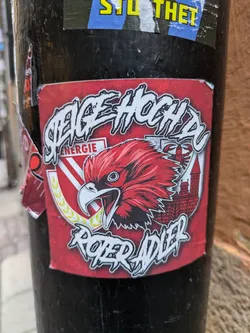 STEIGE HOCH DU
ENERGIE
ROTER ADLER